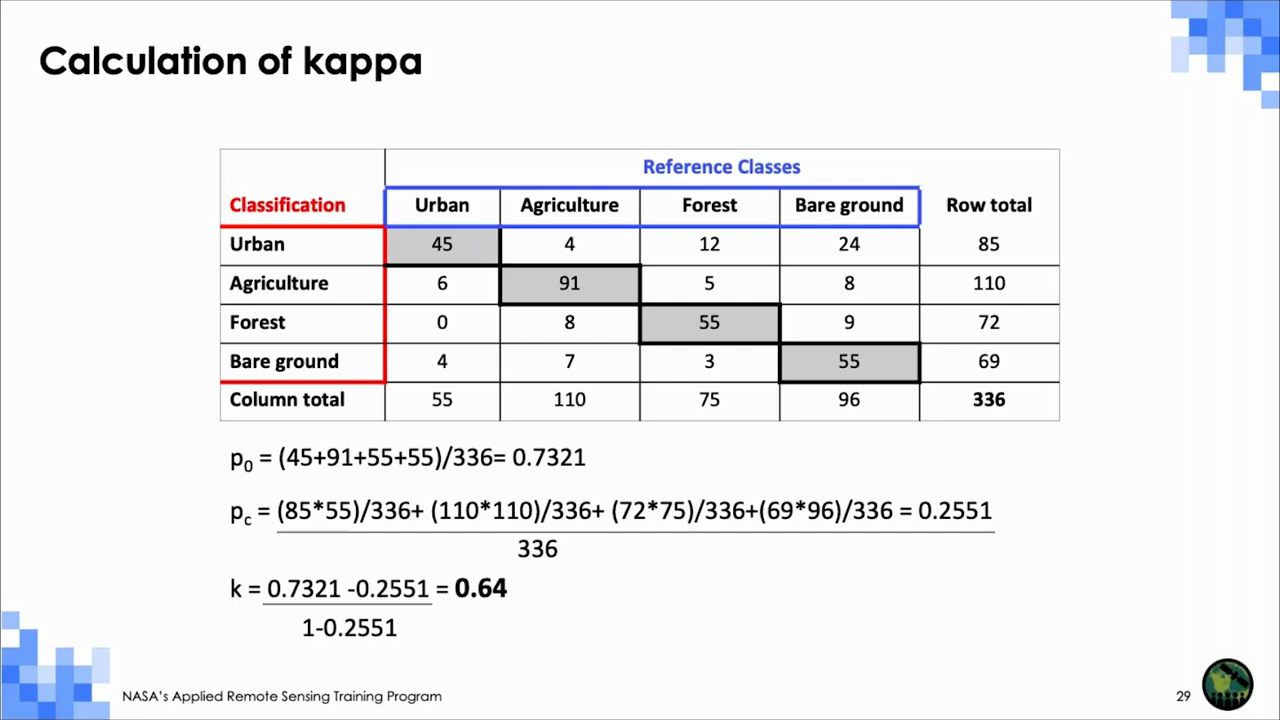 Calculation of kappa
Reference Classes
Classification Urban Agriculture Forest Bare ground Row total
Urban 45 4 12 24 85
Agriculture 6 91 5 8 110
Forest 0 8 55 9 72
Bare ground 4 7 3 55 69
Column total 55 110 75 96 336
p₀ = (45+91+55+55)/336= 0.7321
p꜀ = (85*55)/336+ (110*110)/336+ (72*75)/336+(69*96)/336 = 0.2551
336
k = 0.7321 -0.2551 = 0.64
1-0.2551
NASA's Applied Remote Sensing Training Program
29